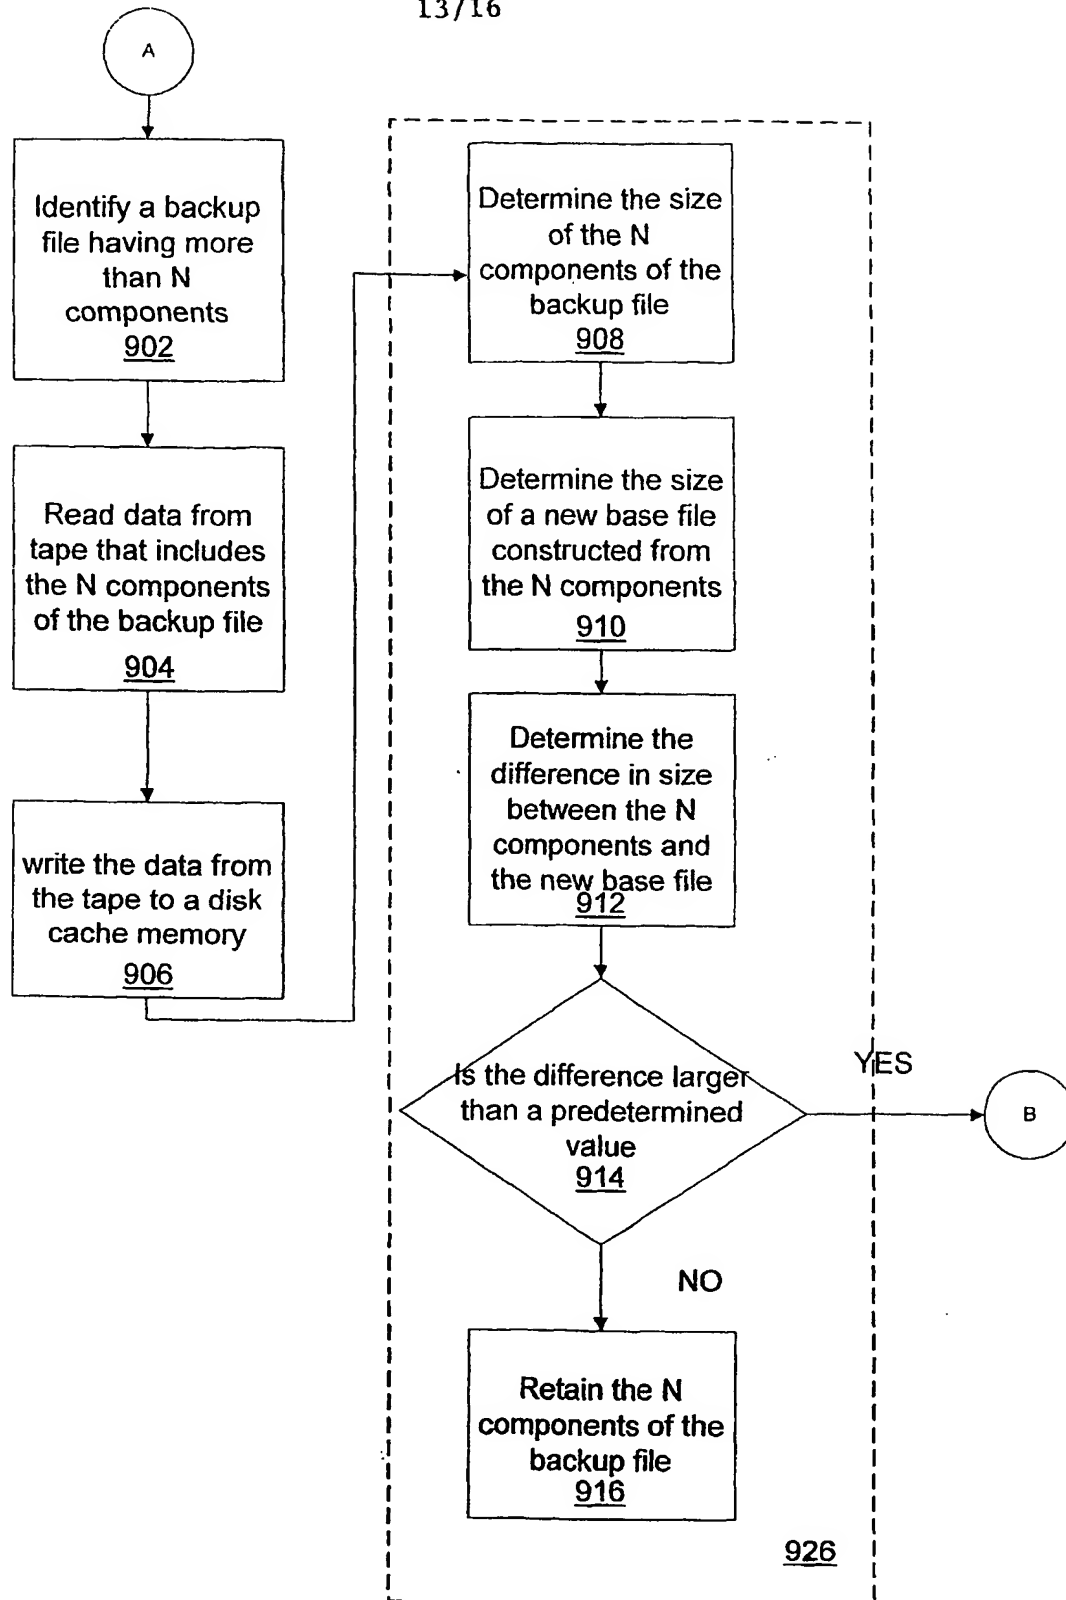 13/16
A
Identify a backup
file having more
than N
components
902
Read data from
tape that includes
the N components
of the backup file
904
write the data from
the tape to a disk
cache memory
906
Determine the size
of the N
components of the
backup file
908
Determine the size
of a new base file
constructed from
the N components
910
Determine the
difference in size
between the N
components and
the new base file
912
Is the difference larger
than a predetermined
value
914
YES
B
NO
Retain the N
components of the
backup file
916
926